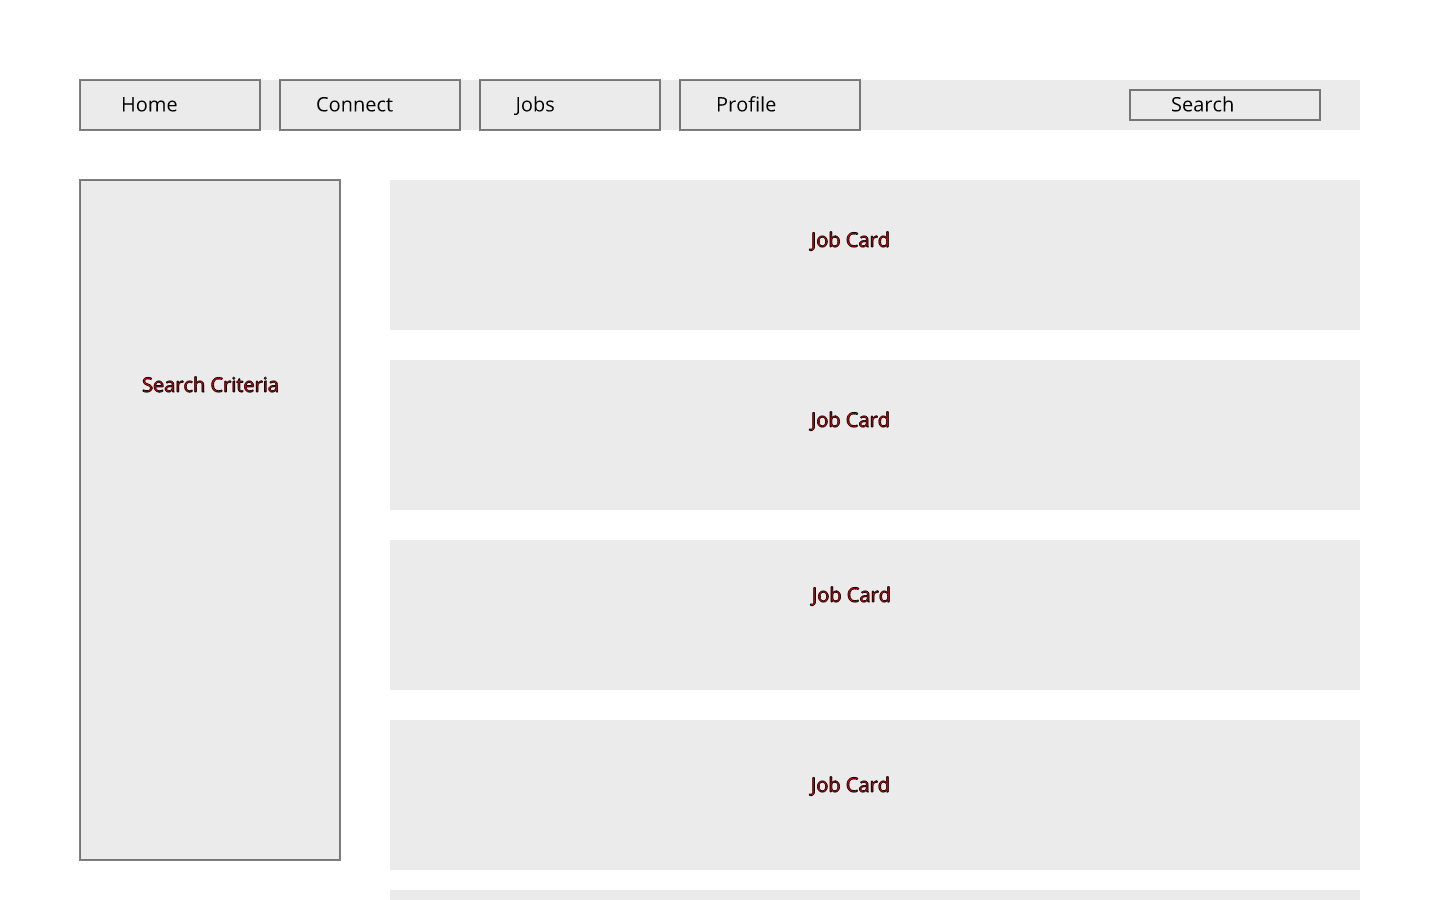 Home
Connect
Jobs
Profile
Search
Search Criteria
Job Card
Job Card
Job Card
Job Card